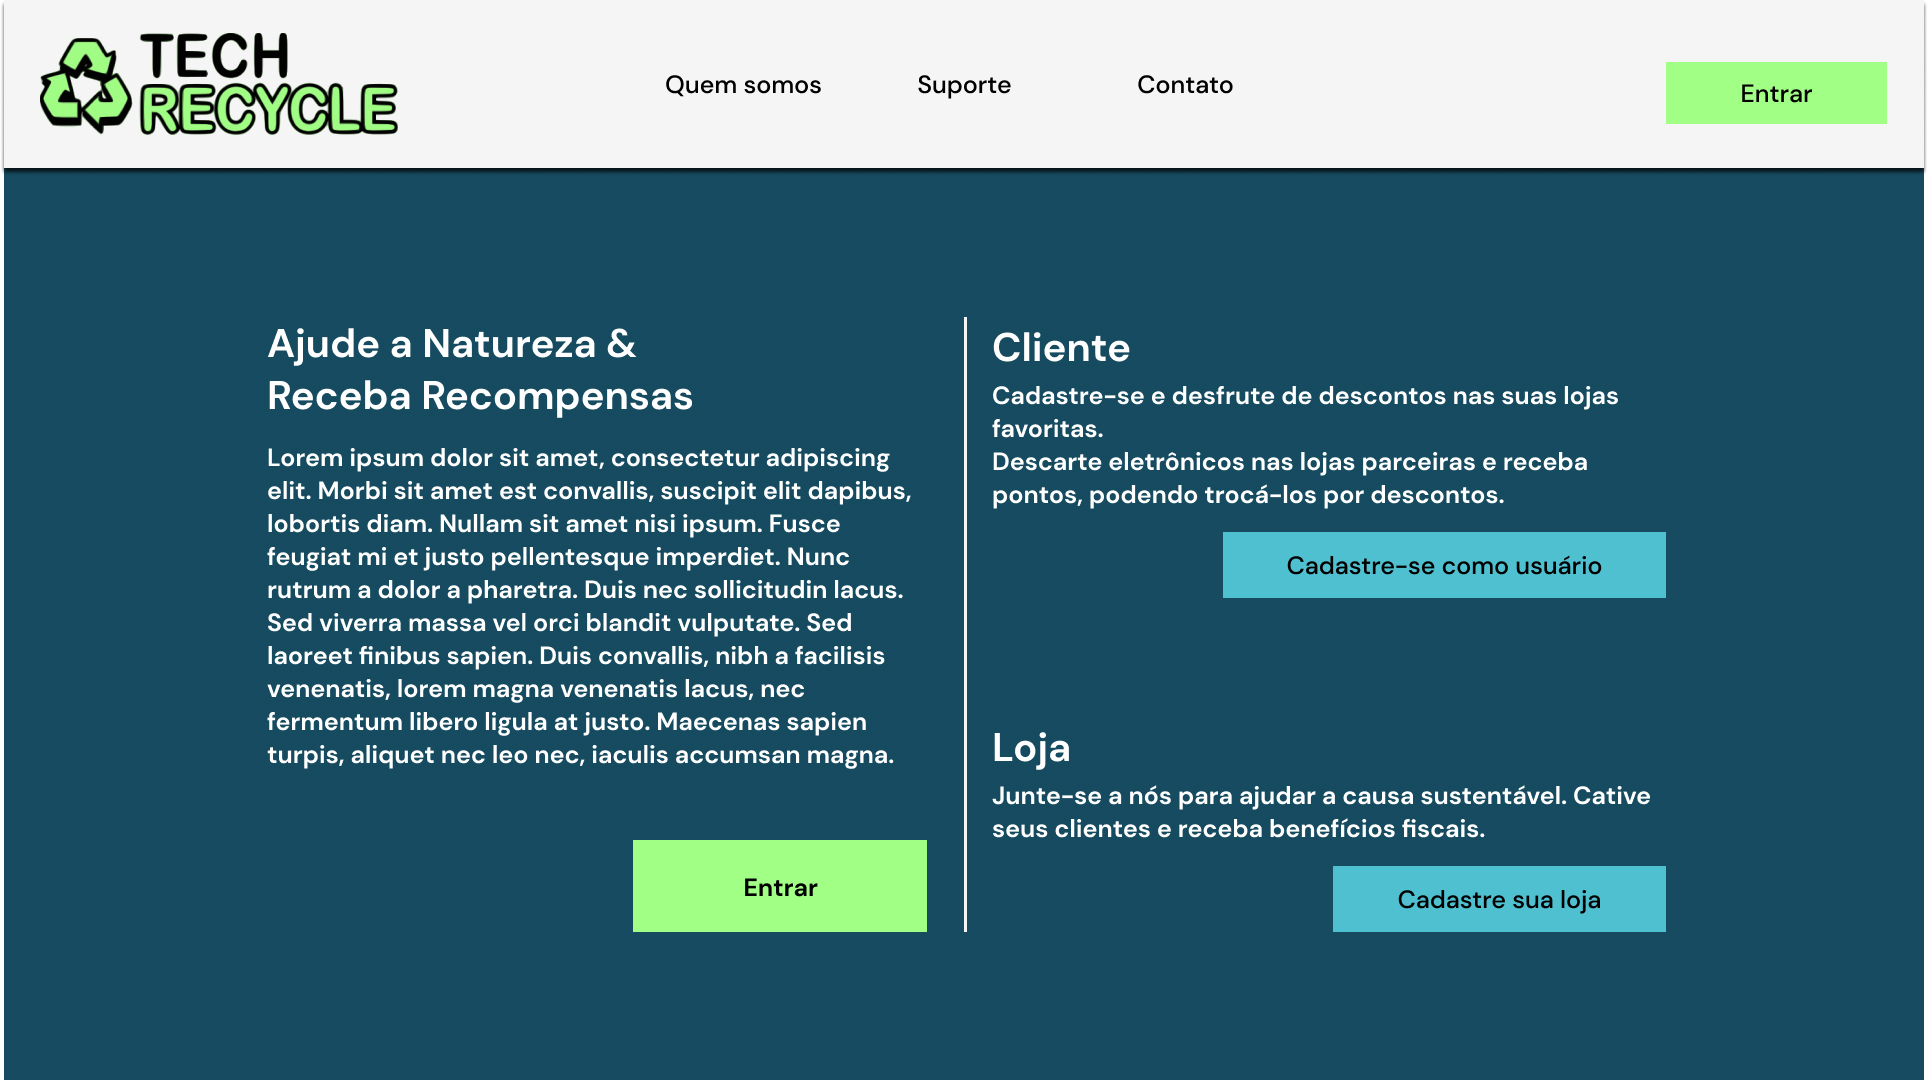 TECH
RECYCLE
Quem somos
Suporte
Contato
Entrar
Ajude a Natureza &
Receba Recompensas
Lorem ipsum dolor sit amet, consectetur adipiscing
elit. Morbi sit amet est convallis, suscipit elit dapibus,
lobortis diam. Nullam sit amet nisi ipsum. Fusce
feugiat mi et justo pellentesque imperdiet. Nunc
rutrum a dolor a pharetra. Duis nec sollicitudin lacus.
Sed viverra massa vel orci blandit vulputate. Sed
laoreet finibus sapien. Duis convallis, nibh a facilisis
venenatis, lorem magna venenatis lacus, nec
fermentum libero ligula at justo. Maecenas sapien
turpis, aliquet nec leo nec, iaculis accumsan magna.
Entrar
Cliente
Cadastre-se e desfrute de descontos nas suas lojas
favoritas.
Descarte eletrônicos nas lojas parceiras e receba
pontos, podendo trocá-los por descontos.
Cadastre-se como usuário
Loja
Junte-se a nós para ajudar a causa sustentável. Cative
seus clientes e receba benefícios fiscais.
Cadastre sua loja